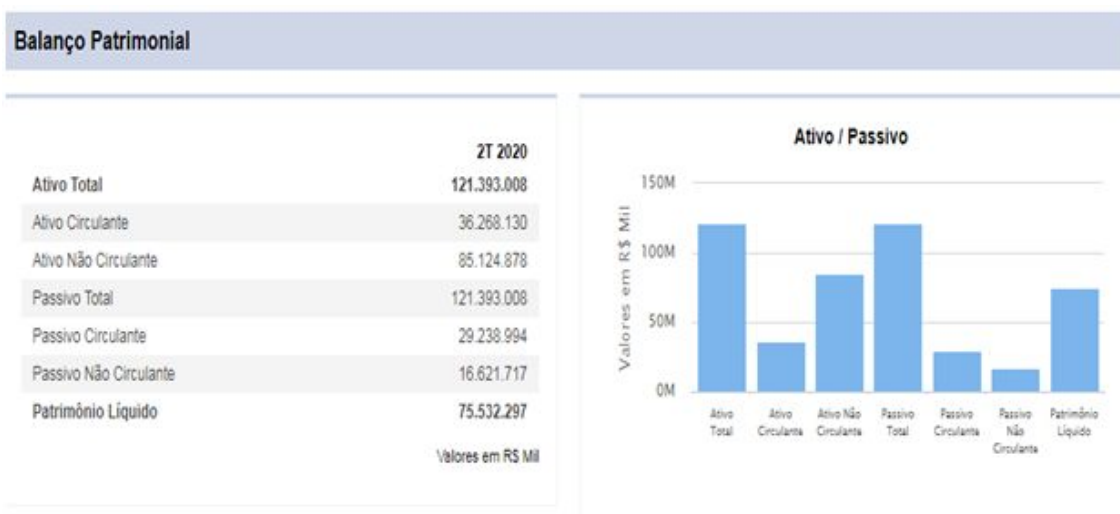 Balanço Patrimonial
2T 2020
Ativo Total 121.393.008
Ativo Circulante 36.268.130
Ativo Não Circulante 85.124.878
Passivo Total 121.393.008
Passivo Circulante 29.238.994
Passivo Não Circulante 16.621.717
Patrimônio Líquido 75.532.297
Valores em R$ Mil
Ativo / Passivo
Valores em R$ Mil
150M
100M
50M
0M
Ativo Total
Ativo Circulante
Ativo Não Circulante
Passivo Total
Passivo Circulante
Passivo Não Circulante
Patrimônio Líquido